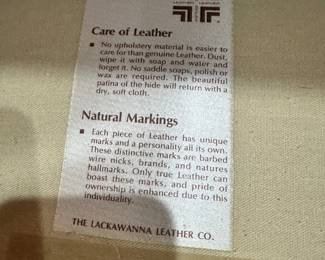 LEATHER LEATHER
Care of Leather
■ No upholstery material is easier to
care for than genuine Leather. Dust,
wipe it with soap and water and
forget it. No saddle soaps, polish or
wax are required. The beautiful
patina of the hide will return with a
dry, soft cloth.
Natural Markings
■ Each piece of Leather has unique
marks and a personality all its own.
These distinctive marks are barbed
wire nicks, brands, and natures
hallmarks. Only true Leather can
boast these marks, and pride of
ownership is enhanced due to this
individuality.
THE LACKAWANNA LEATHER CO.